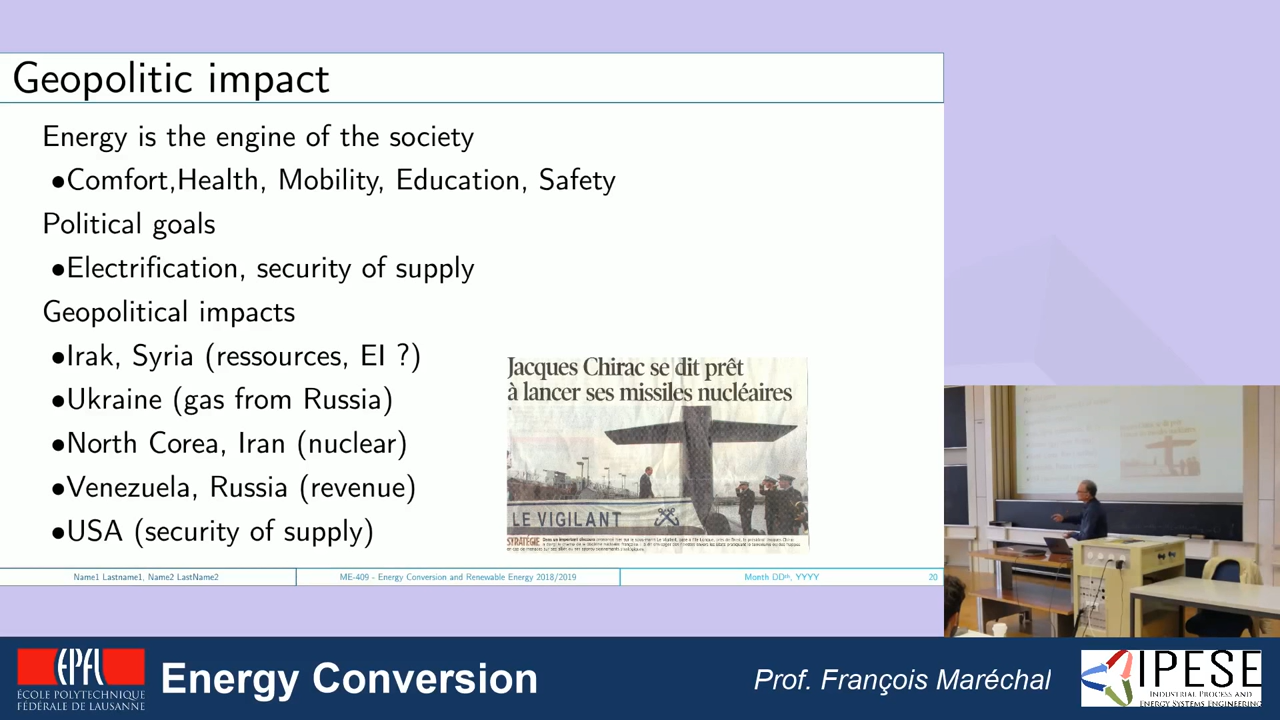 Geopolitic impact
Energy is the engine of the society
•Comfort,Health, Mobility, Education, Safety
Political goals
•Electrification, security of supply
Geopolitical impacts
•Irak, Syria (ressources, EI ?)
•Ukraine (gas from Russia)
•North Corea, Iran (nuclear)
•Venezuela, Russia (revenue)
•USA (security of supply)
Jacques Chirac se dit prêt
à lancer ses missiles nucléaires
LE VIGILANT
STRATÉGIE
Name1 Lastname1, Name2 LastName2
ME-409 - Energy Conversion and Renewable Energy 2018/2019
Month DDth, YYYY
20
EPFL
ÉCOLE POLYTECHNIQUE
FÉDÉRALE DE LAUSANNE
Energy Conversion
Prof. François Maréchal
IPESE
Industrial Process and
Energy Systems Engineering